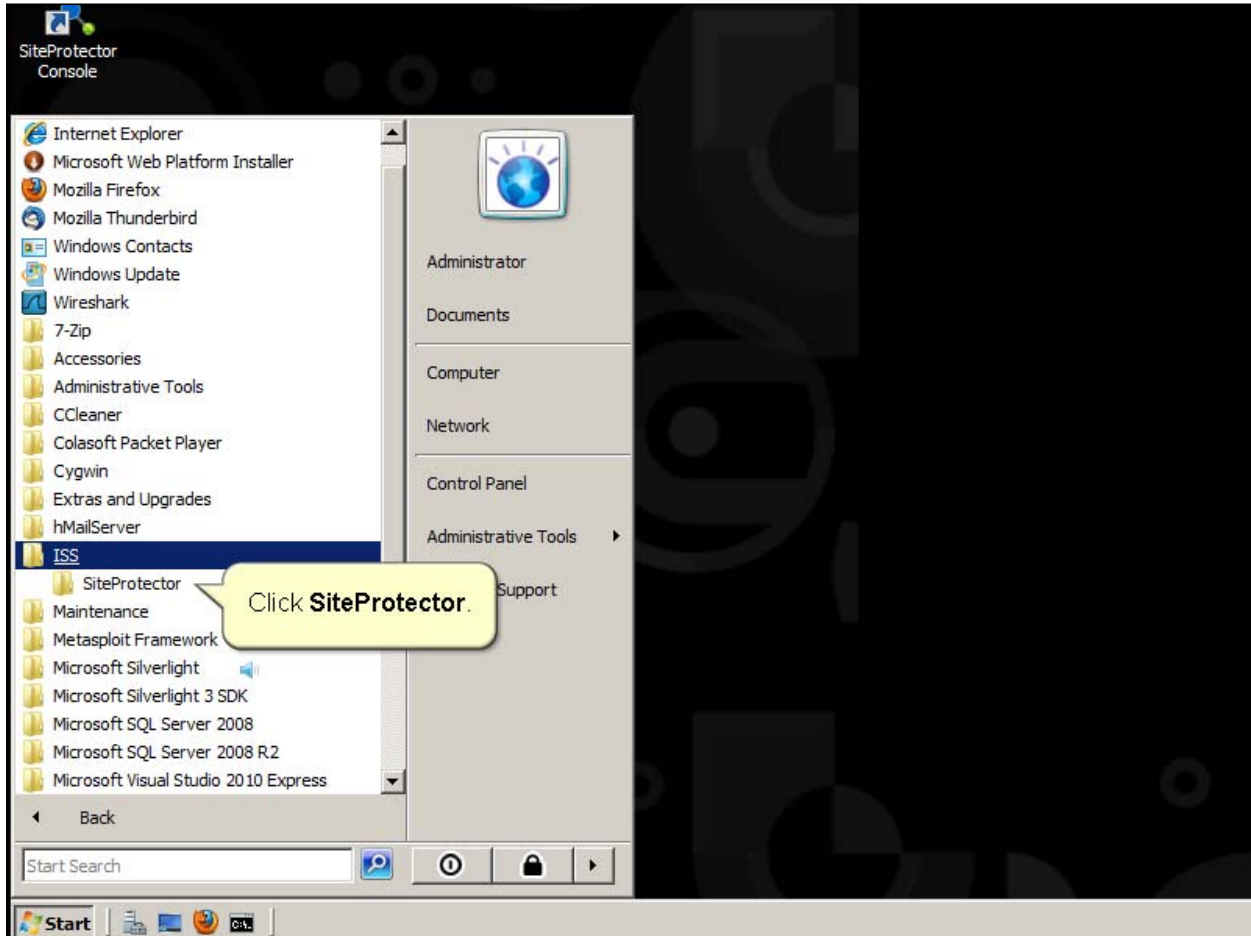 SiteProtector
Console
Internet Explorer
Microsoft Web Platform Installer
Mozilla Firefox
Mozilla Thunderbird
Windows Contacts
Windows Update
Wireshark
7-Zip
Accessories
Administrative Tools
CCleaner
Colasoft Packet Player
Cygwin
Extras and Upgrades
hMailServer
ISS
SiteProtector
Maintenance
Metasploit Framework
Microsoft Silverlight
Microsoft Silverlight 3 SDK
Microsoft SQL Server 2008
Microsoft SQL Server 2008 R2
Microsoft Visual Studio 2010 Express
Back
Start Search
Administrator
Documents
Computer
Network
Control Panel
Administrative Tools
Support
Click SiteProtector.
Start